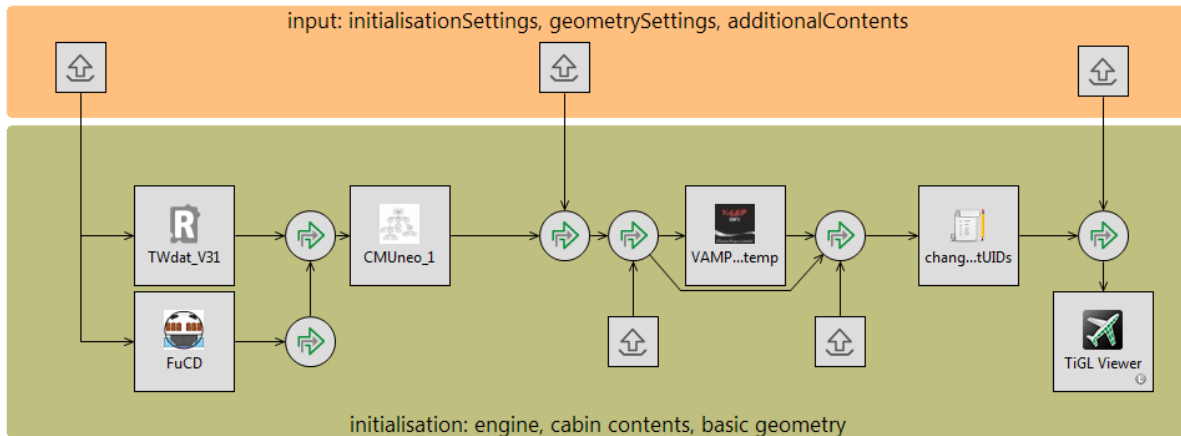 input: initialisationSettings, geometrySettings, additionalContents
R
TWdat_V31
CMUneo_1
VAMP...temp
chang...tUIDs
FuCD
TiGL Viewer
E
initialisation: engine, cabin contents, basic geometry